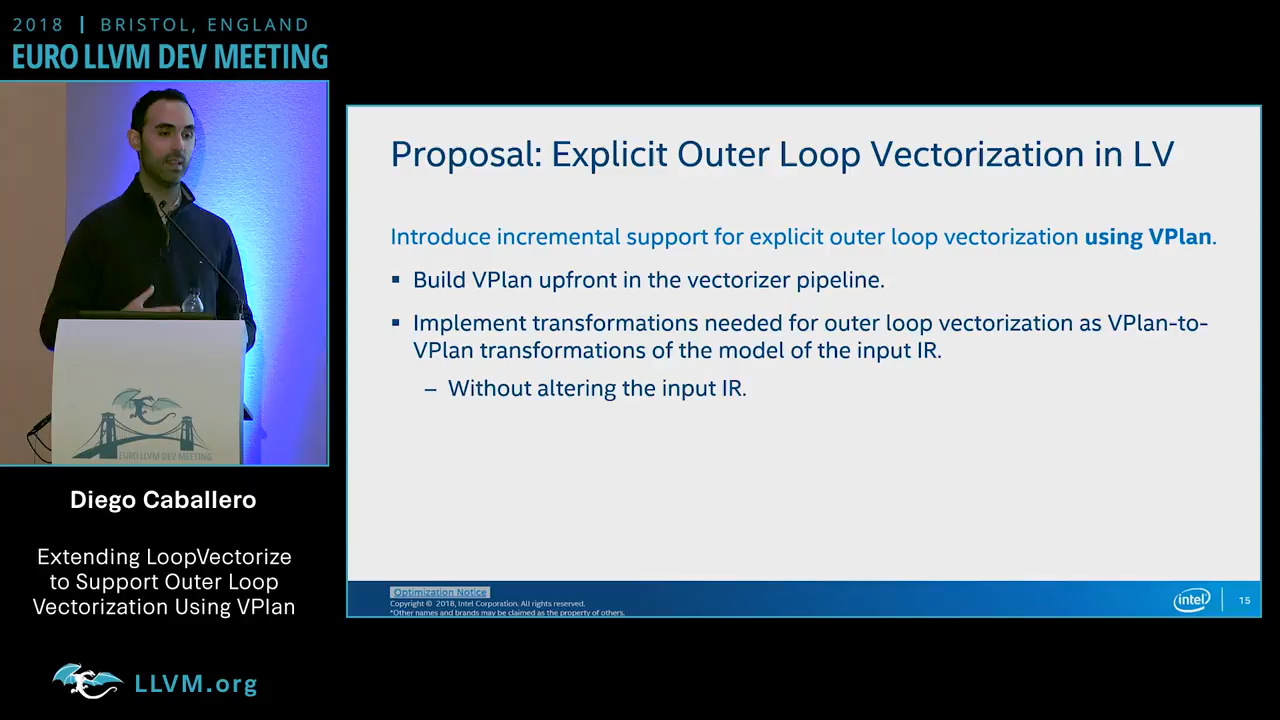 2018 | BRISTOL, ENGLAND
EURO LLVM DEV MEETING
EURO LLVM DEV MEETING
Diego Caballero
Extending LoopVectorize
to Support Outer Loop
Vectorization Using VPlan
LLVM.org
Proposal: Explicit Outer Loop Vectorization in LV
Introduce incremental support for explicit outer loop vectorization using VPlan.
▪ Build VPlan upfront in the vectorizer pipeline.
▪ Implement transformations needed for outer loop vectorization as VPlan-to-
VPlan transformations of the model of the input IR.
– Without altering the input IR.
Optimization Notice
Copyright © 2018, Intel Corporation. All rights reserved.
*Other names and brands may be claimed as the property of others.
intel
15